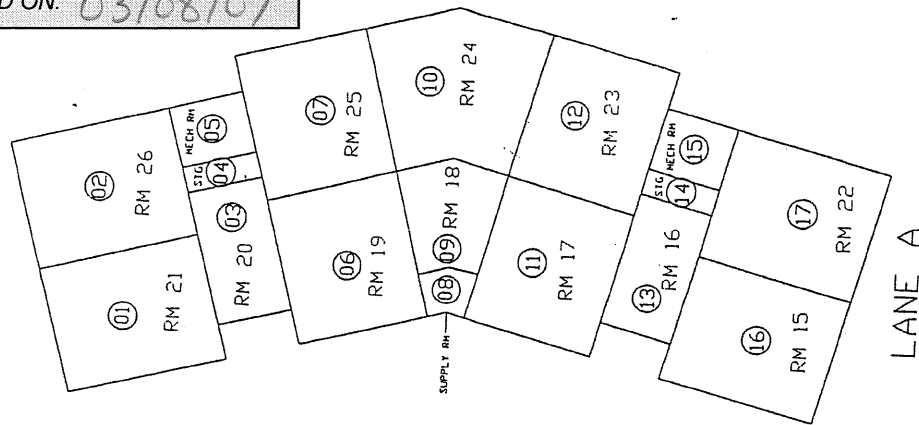 D ON: 03/08/07
02
RM 26
MECH RM
05
STG
04
01
RM 21
03
RM 20
07
RM 25
06
RM 19
10
RM 24
RM 18
09
08
SUPPLY RM
12
RM 23
11
RM 17
MECH RM
15
STG
14
13
RM 16
17
RM 22
16
RM 15
LANE A